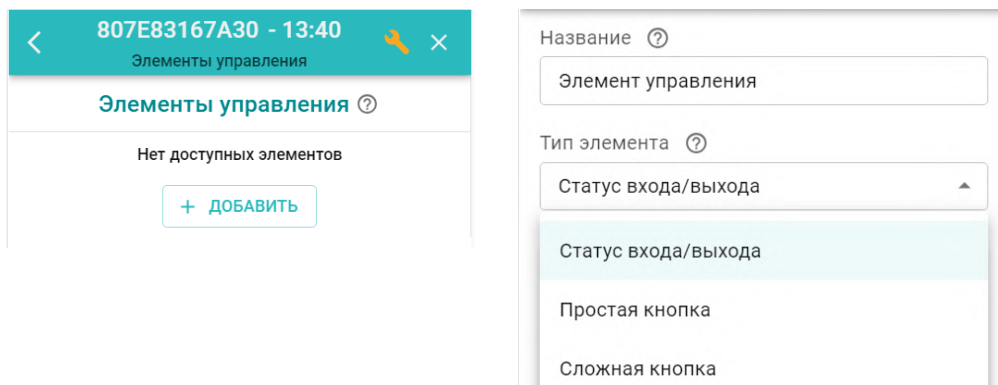 807E83167A30 - 13:40
Элементы управления
Элементы управления
Нет доступных элементов
+ ДОБАВИТЬ
Название
Элемент управления
Тип элемента
Статус входа/выхода
Статус входа/выхода
Простая кнопка
Сложная кнопка